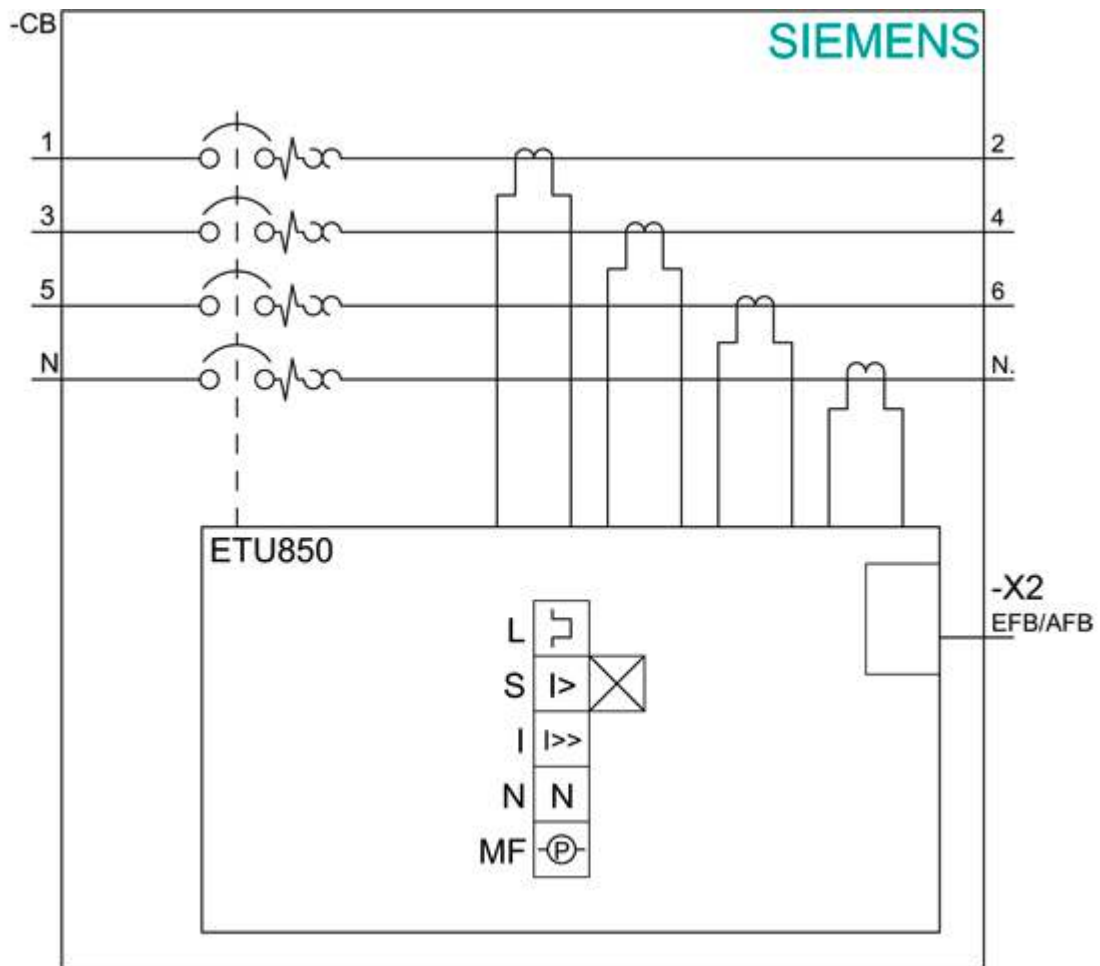 -CB
SIEMENS
1 2
3 4
5 6
N N.
ETU850
-X2
EFB/AFB
L
S I>
I I>>
N N
MF P